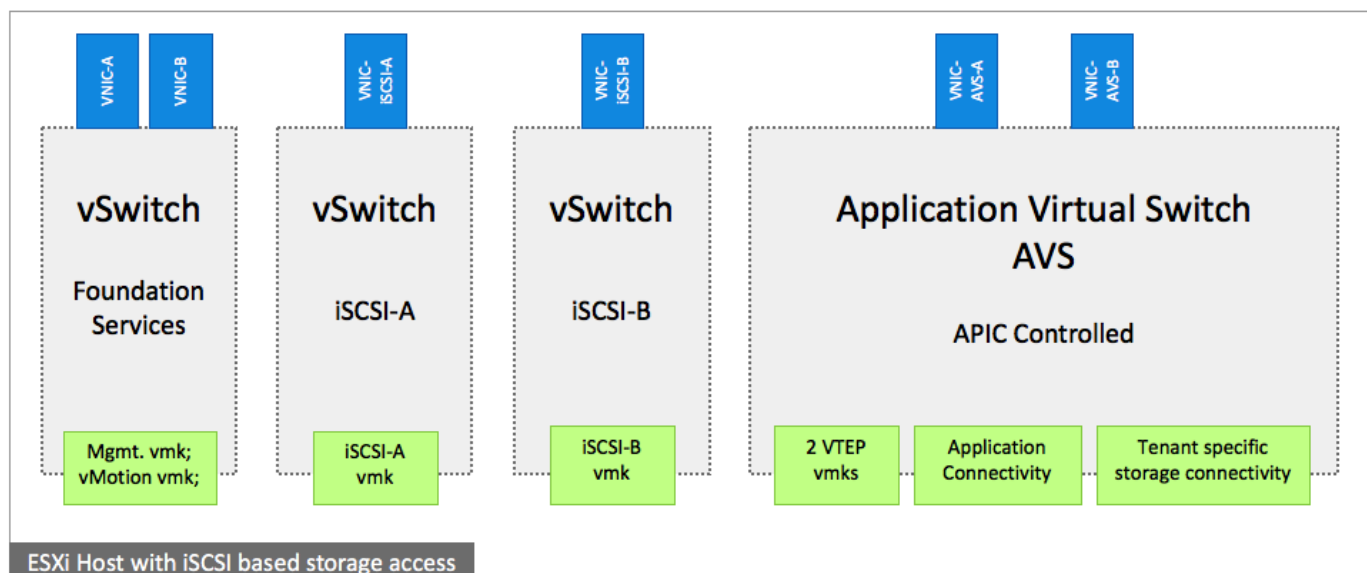 VNIC-A
VNIC-B
VNIC-
iSCSI-A
VNIC-
iSCSI-B
VNIC-
AVS-A
VNIC-
AVS-B
vSwitch
Foundation
Services
Mgmt. vmk;
vMotion vmk;
vSwitch
iSCSI-A
iSCSI-A
vmk
vSwitch
iSCSI-B
iSCSI-B
vmk
Application Virtual Switch
AVS
APIC Controlled
2 VTEP
vmks
Application
Connectivity
Tenant specific
storage connectivity
ESXi Host with iSCSI based storage access